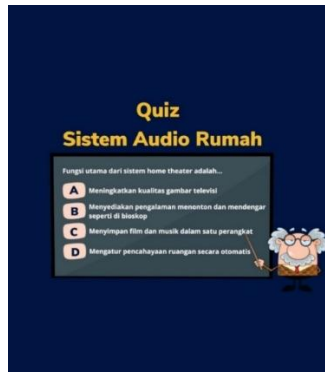 Quiz
Sistem Audio Rumah
Fungsi utama dari sistem home theater adalah...
A Meningkatkan kualitas gambar televisi
B Menyediakan pengalaman menonton dan mendengar
seperti di bioskop
C Menyimpan film dan musik dalam satu perangkat
D Mengatur pencahayaan ruangan secara otomatis